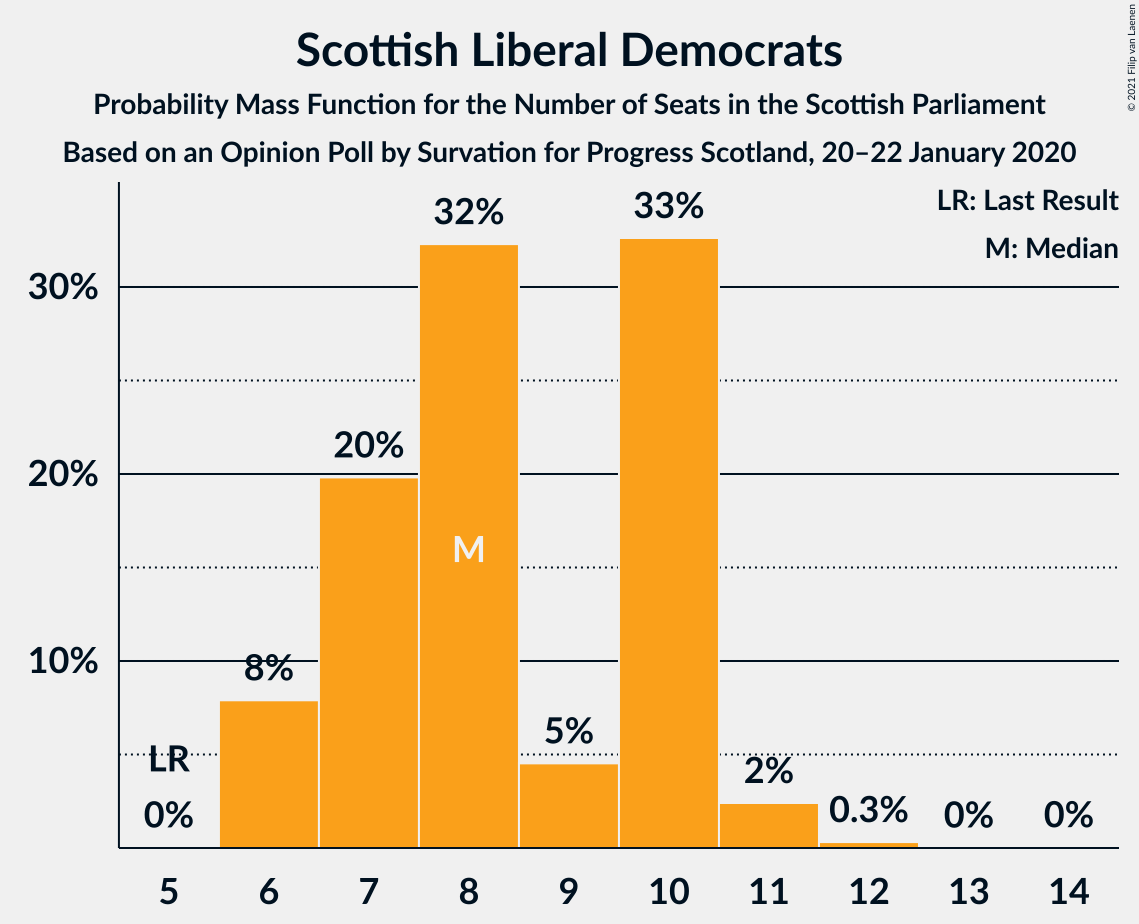 Scottish Liberal Democrats
Probability Mass Function for the Number of Seats in the Scottish Parliament
Based on an Opinion Poll by Survation for Progress Scotland, 20–22 January 2020
© 2021 Filip van Laenen
LR: Last Result
M: Median
32%
33%
30%
20%
20%
M
10%
8%
5%
LR
2%
0%
0.3%
0%
0%
5 6 7 8 9 10 11 12 13 14